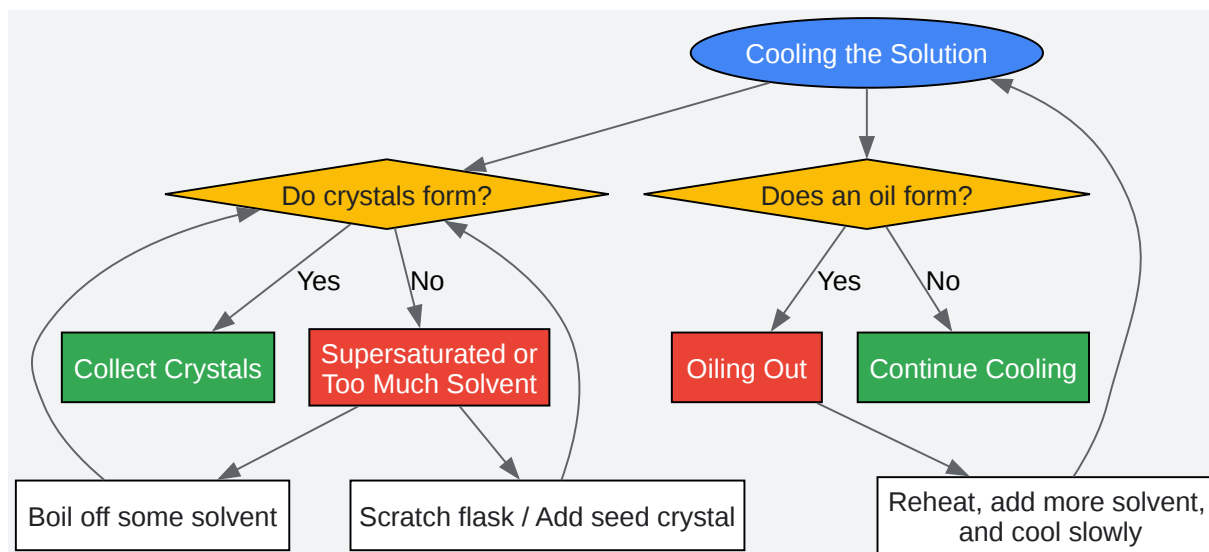 Cooling the Solution
Do crystals form?
Does an oil form?
Yes
No
Yes
No
Collect Crystals
Supersaturated or
Too Much Solvent
Oiling Out
Continue Cooling
Boil off some solvent
Scratch flask / Add seed crystal
Reheat, add more solvent,
and cool slowly